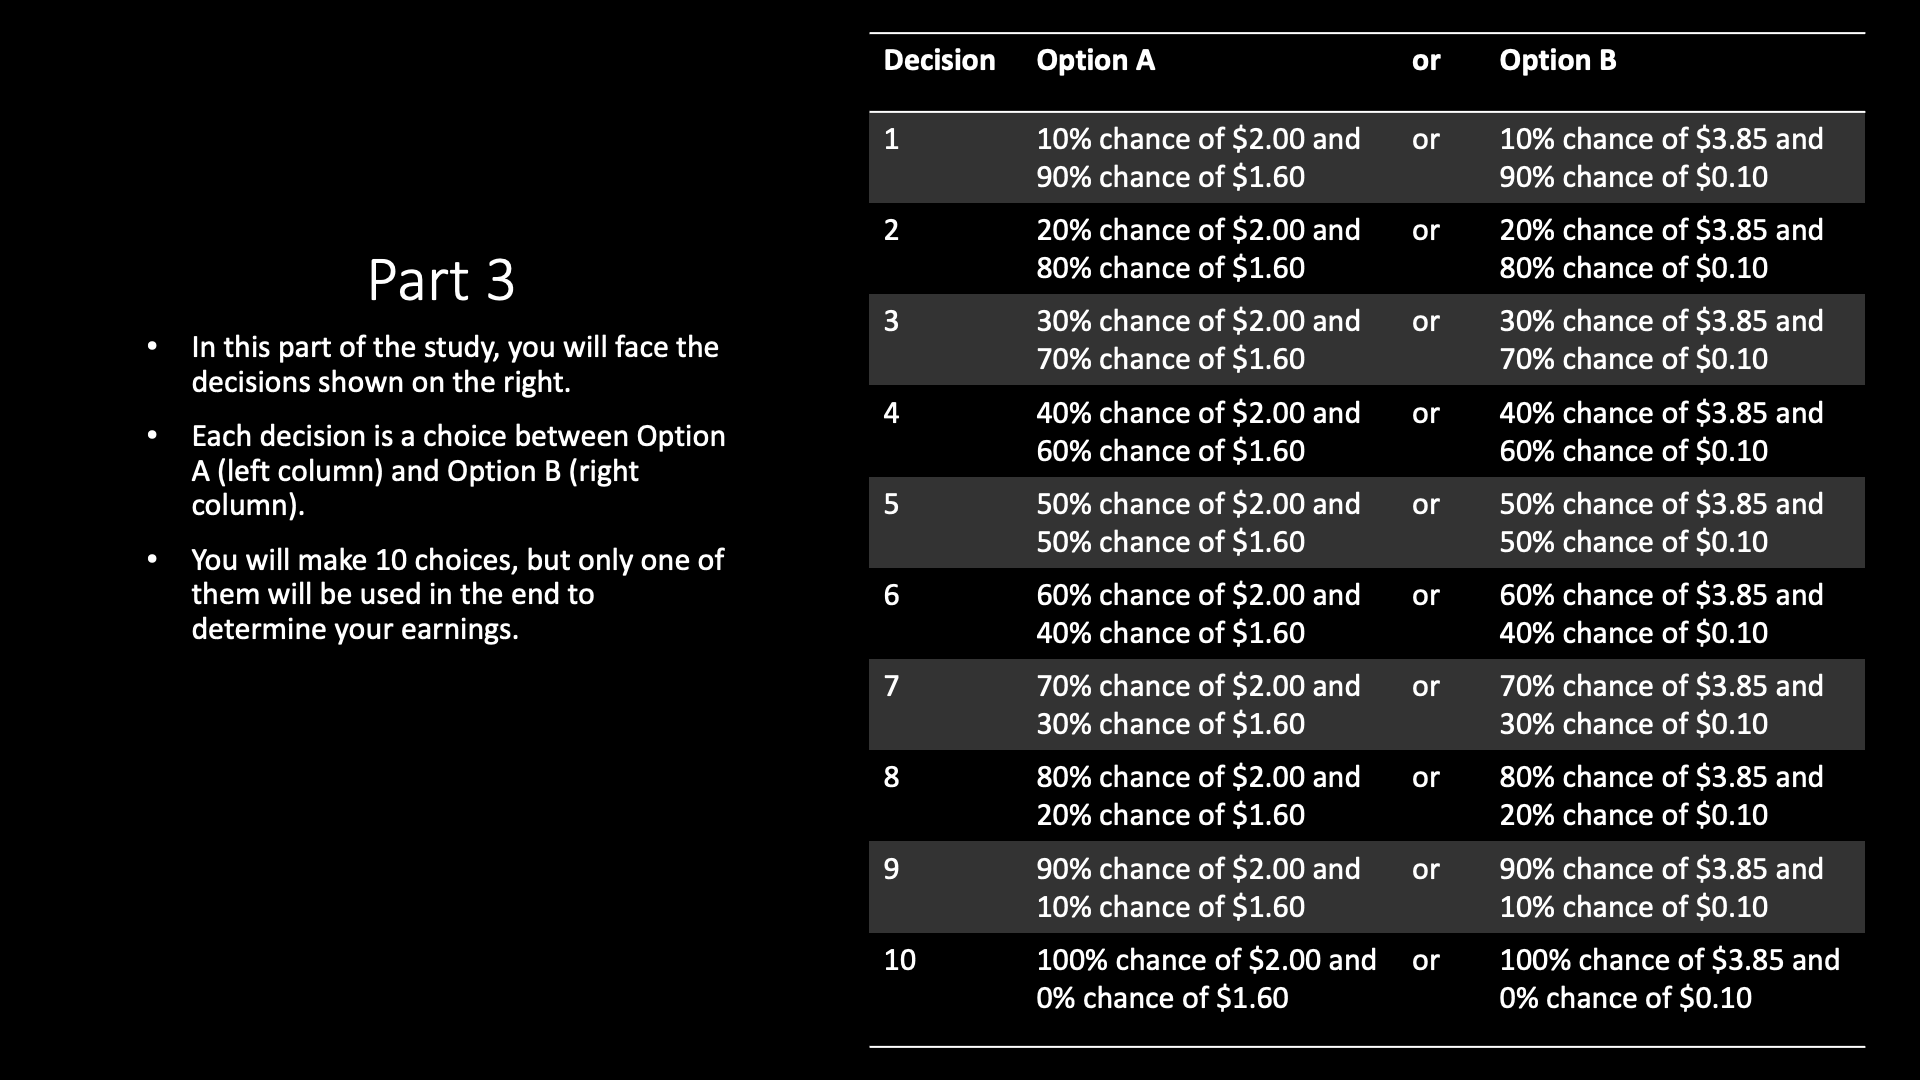 Part 3
• In this part of the study, you will face the
decisions shown on the right.
• Each decision is a choice between Option
A (left column) and Option B (right
column).
• You will make 10 choices, but only one of
them will be used in the end to
determine your earnings.
Decision Option A or Option B
1 10% chance of $2.00 and or 10% chance of $3.85 and
90% chance of $1.60 90% chance of $0.10
2 20% chance of $2.00 and or 20% chance of $3.85 and
80% chance of $1.60 80% chance of $0.10
3 30% chance of $2.00 and or 30% chance of $3.85 and
70% chance of $1.60 70% chance of $0.10
4 40% chance of $2.00 and or 40% chance of $3.85 and
60% chance of $1.60 60% chance of $0.10
5 50% chance of $2.00 and or 50% chance of $3.85 and
50% chance of $1.60 50% chance of $0.10
6 60% chance of $2.00 and or 60% chance of $3.85 and
40% chance of $1.60 40% chance of $0.10
7 70% chance of $2.00 and or 70% chance of $3.85 and
30% chance of $1.60 30% chance of $0.10
8 80% chance of $2.00 and or 80% chance of $3.85 and
20% chance of $1.60 20% chance of $0.10
9 90% chance of $2.00 and or 90% chance of $3.85 and
10% chance of $1.60 10% chance of $0.10
10 100% chance of $2.00 and or 100% chance of $3.85 and
0% chance of $1.60 0% chance of $0.10